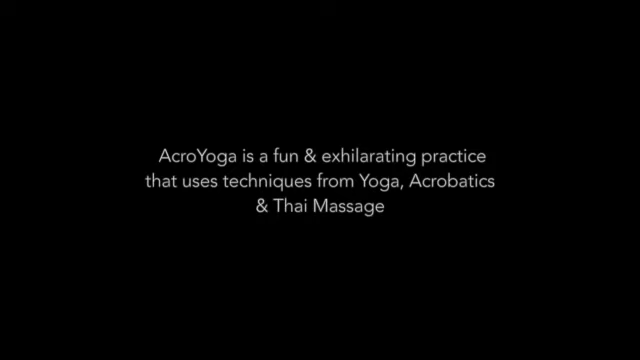 AcroYoga is a fun & exhilarating practice
that uses techniques from Yoga, Acrobatics
& Thai Massage